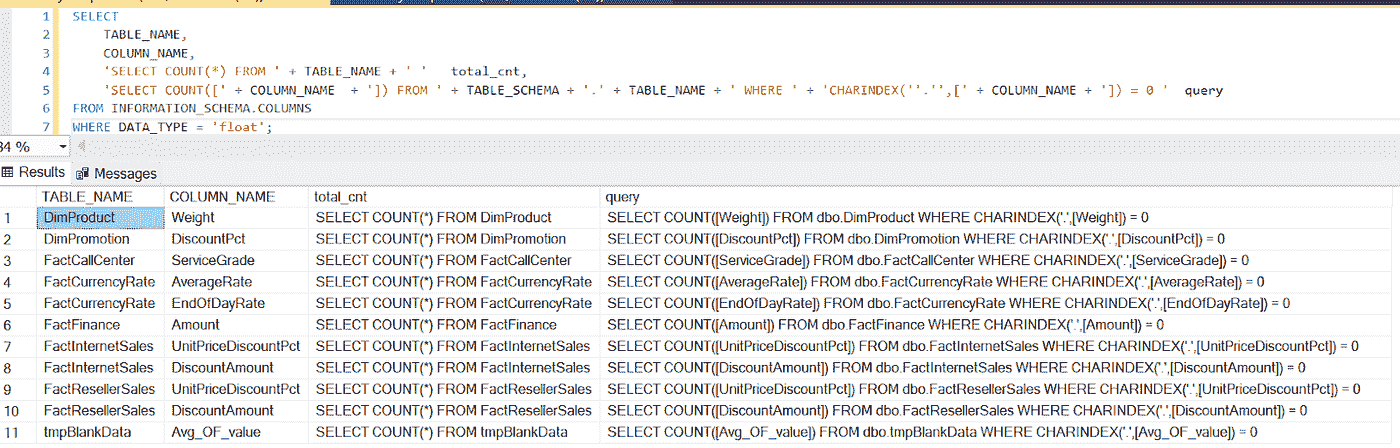 1 SELECT
2 TABLE_NAME,
3 COLUMN_NAME,
4 'SELECT COUNT(*) FROM ' + TABLE_NAME + ' '   total_cnt,
5 'SELECT COUNT([' + COLUMN_NAME  + ']) FROM ' + TABLE_SCHEMA + '.' + TABLE_NAME + ' WHERE ' + 'CHARINDEX(''.'',[' + COLUMN_NAME + ']) = 0 '  query
6 FROM INFORMATION_SCHEMA.COLUMNS
7 WHERE DATA_TYPE = 'float';
34 %
Results Messages
TABLE_NAME COLUMN_NAME total_cnt query
1 DimProduct Weight SELECT COUNT(*) FROM DimProduct SELECT COUNT([Weight]) FROM dbo.DimProduct WHERE CHARINDEX('.',[Weight]) = 0
2 DimPromotion DiscountPct SELECT COUNT(*) FROM DimPromotion SELECT COUNT([DiscountPct]) FROM dbo.DimPromotion WHERE CHARINDEX('.',[DiscountPct]) = 0
3 FactCallCenter ServiceGrade SELECT COUNT(*) FROM FactCallCenter SELECT COUNT([ServiceGrade]) FROM dbo.FactCallCenter WHERE CHARINDEX('.',[ServiceGrade]) = 0
4 FactCurrencyRate AverageRate SELECT COUNT(*) FROM FactCurrencyRate SELECT COUNT([AverageRate]) FROM dbo.FactCurrencyRate WHERE CHARINDEX('.',[AverageRate]) = 0
5 FactCurrencyRate EndOfDayRate SELECT COUNT(*) FROM FactCurrencyRate SELECT COUNT([EndOfDayRate]) FROM dbo.FactCurrencyRate WHERE CHARINDEX('.',[EndOfDayRate]) = 0
6 FactFinance Amount SELECT COUNT(*) FROM FactFinance SELECT COUNT([Amount]) FROM dbo.FactFinance WHERE CHARINDEX('.',[Amount]) = 0
7 FactInternetSales UnitPriceDiscountPct SELECT COUNT(*) FROM FactInternetSales SELECT COUNT([UnitPriceDiscountPct]) FROM dbo.FactInternetSales WHERE CHARINDEX('.',[UnitPriceDiscountPct]) = 0
8 FactInternetSales DiscountAmount SELECT COUNT(*) FROM FactInternetSales SELECT COUNT([DiscountAmount]) FROM dbo.FactInternetSales WHERE CHARINDEX('.',[DiscountAmount]) = 0
9 FactResellerSales UnitPriceDiscountPct SELECT COUNT(*) FROM FactResellerSales SELECT COUNT([UnitPriceDiscountPct]) FROM dbo.FactResellerSales WHERE CHARINDEX('.',[UnitPriceDiscountPct]) = 0
10 FactResellerSales DiscountAmount SELECT COUNT(*) FROM FactResellerSales SELECT COUNT([DiscountAmount]) FROM dbo.FactResellerSales WHERE CHARINDEX('.',[DiscountAmount]) = 0
11 tmpBlankData Avg_OF_value SELECT COUNT(*) FROM tmpBlankData SELECT COUNT([Avg_OF_value]) FROM dbo.tmpBlankData WHERE CHARINDEX('.',[Avg_OF_value]) = 0